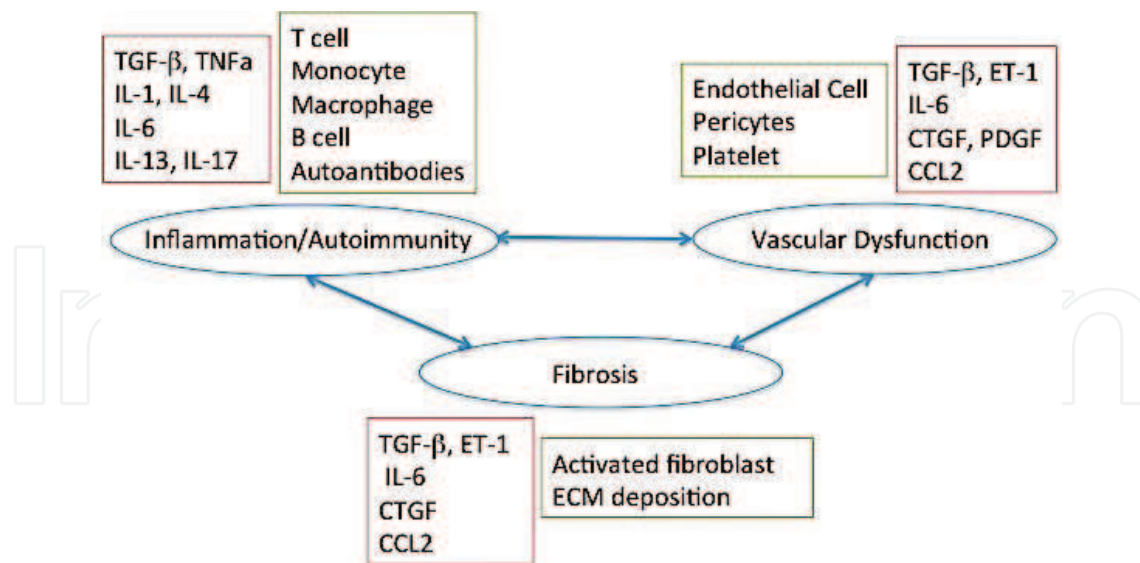 TGF-β, TNFa
IL-1, IL-4
IL-6
IL-13, IL-17
T cell
Monocyte
Macrophage
B cell
Autoantibodies
Endothelial Cell
Pericytes
Platelet
TGF-β, ET-1
IL-6
CTGF, PDGF
CCL2
Inflammation/Autoimmunity
Vascular Dysfunction
Fibrosis
TGF-β, ET-1
IL-6
CTGF
CCL2
Activated fibroblast
ECM deposition